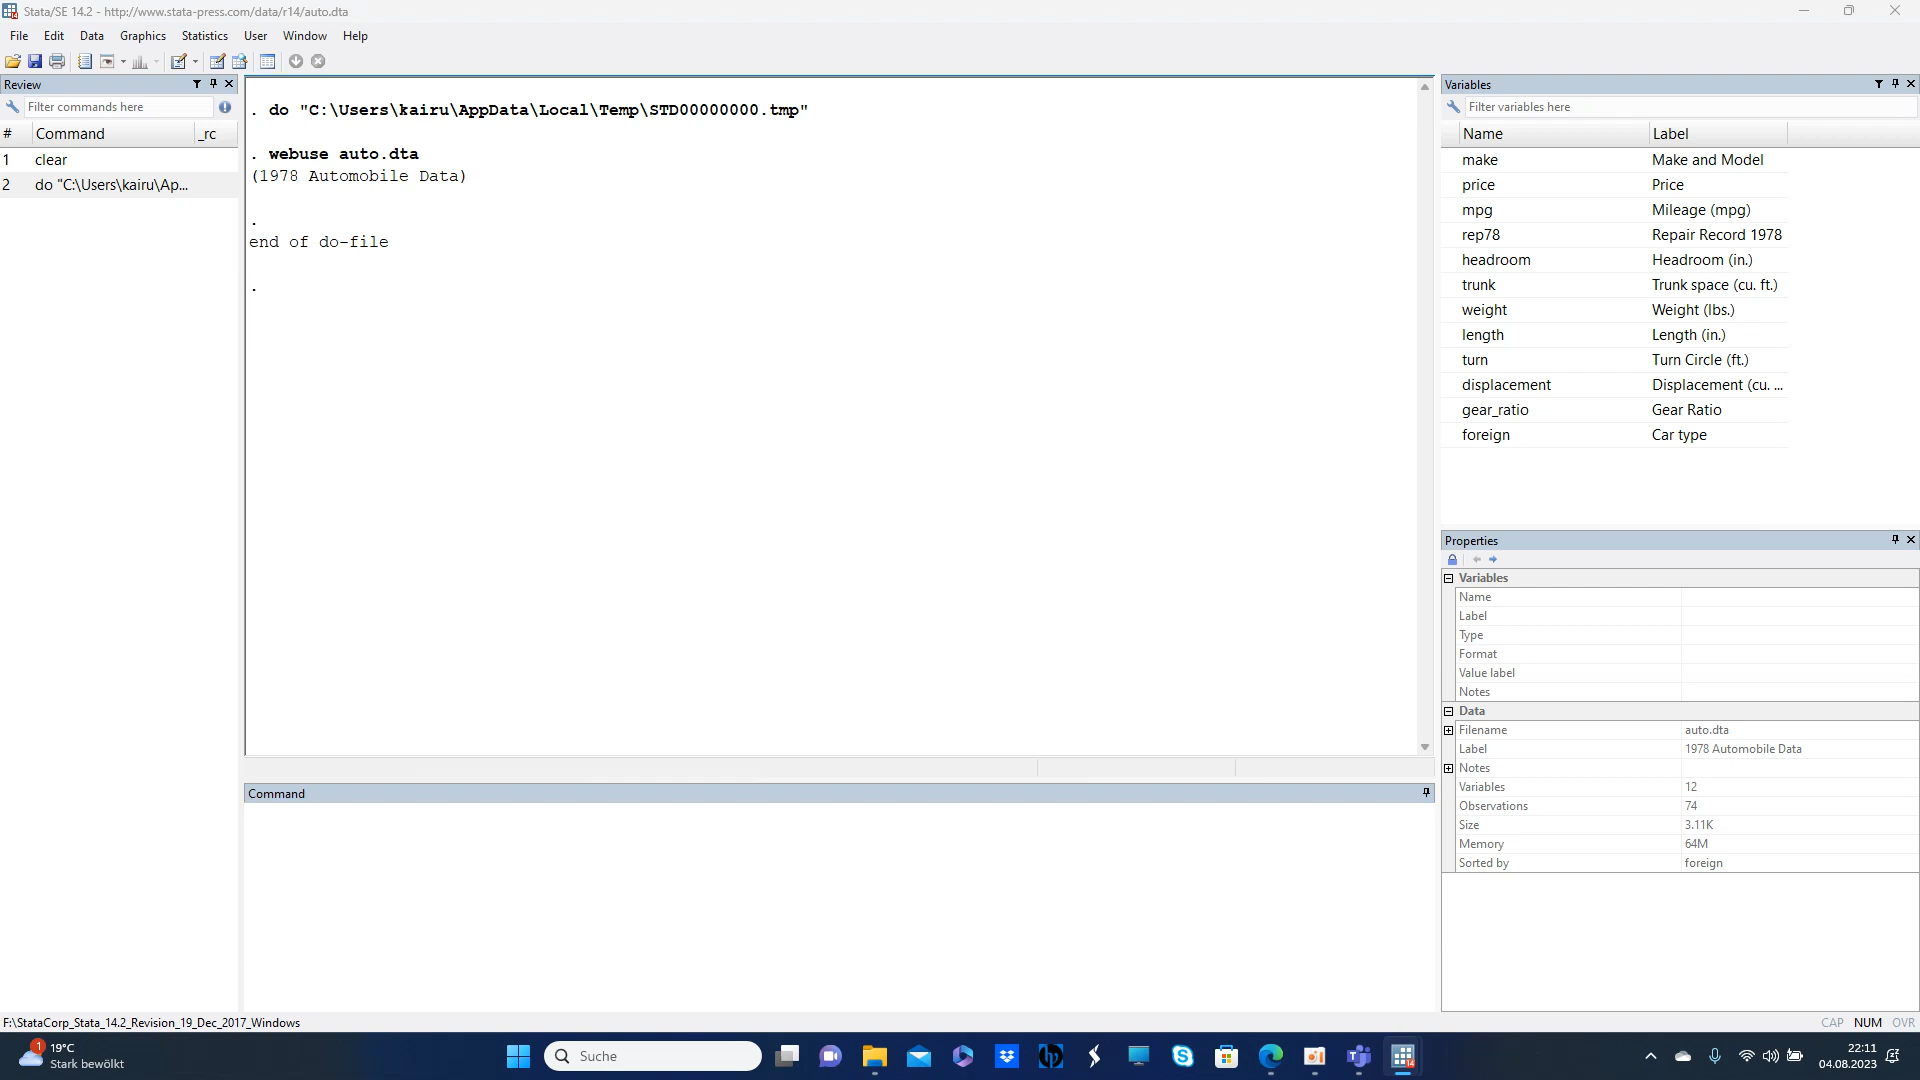 Stata/SE 14.2 - http://www.stata-press.com/data/r14/auto.dta
File Edit Data Graphics Statistics User Window Help
Review
Filter commands here
# Command _rc
1 clear
2 do "C:\Users\kairu\Ap...
. do "C:\Users\kairu\AppData\Local\Temp\STD00000000.tmp"
. webuse auto.dta
(1978 Automobile Data)
.
end of do-file
.
Command
Variables
Filter variables here
Name Label
make Make and Model
price Price
mpg Mileage (mpg)
rep78 Repair Record 1978
headroom Headroom (in.)
trunk Trunk space (cu. ft.)
weight Weight (lbs.)
length Length (in.)
turn Turn Circle (ft.)
displacement Displacement (cu. ...
gear_ratio Gear Ratio
foreign Car type
Properties
Variables
Name
Label
Type
Format
Value label
Notes
Data
Filename auto.dta
Label 1978 Automobile Data
Notes
Variables 12
Observations 74
Size 3.11K
Memory 64M
Sorted by foreign
F:\StataCorp_Stata_14.2_Revision_19_Dec_2017_Windows
CAP NUM OVR
1
19°C
Stark bewölkt
Suche
22:11
04.08.2023